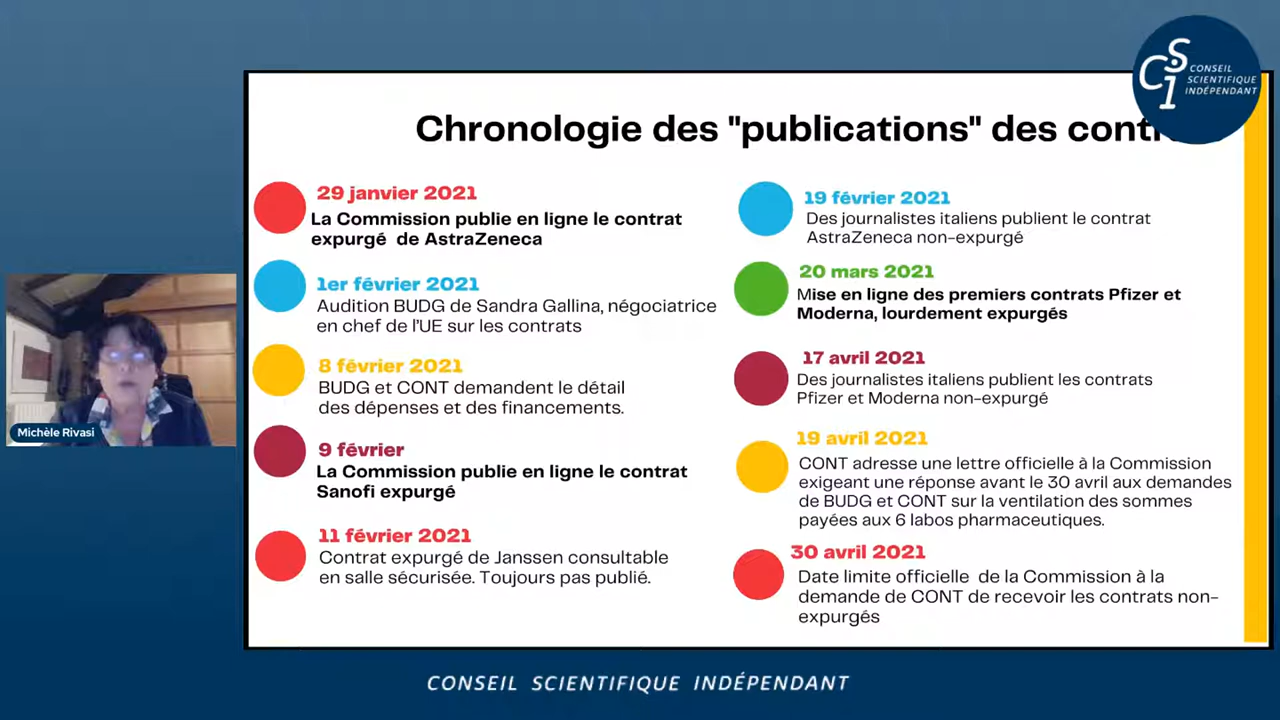 CSI CONSEIL
SCIENTIFIQUE
INDÉPENDANT
Chronologie des "publications" des
29 janvier 2021
La Commission publie en ligne le contrat
expurgé de AstraZeneca
1er février 2021
Audition BUDG de Sandra Gallina, négociatrice
en chef de l'UE sur les contrats
8 février 2021
BUDG et CONT demandent le détail
des dépenses et des financements.
9 février
La Commission publie en ligne le contrat
Sanofi expurgé
11 février 2021
Contrat expurgé de Janssen consultable
en salle sécurisée. Toujours pas publié.
19 février 2021
Des journalistes italiens publient le contrat
AstraZeneca non-expurgé
20 mars 2021
Mise en ligne des premiers contrats Pfizer et
Moderna, lourdement expurgés
17 avril 2021
Des journalistes italiens publient les contrats
Pfizer et Moderna non-expurgé
19 avril 2021
CONT adresse une lettre officielle à la Commission
exigeant une réponse avant le 30 avril aux demandes
de BUDG et CONT sur la ventilation des sommes
payées aux 6 labos pharmaceutiques.
30 avril 2021
Date limite officielle de la Commission à la
demande de CONT de recevoir les contrats non-
expurgés
Michèle Rivasi
CONSEIL SCIENTIFIQUE INDÉPENDANT